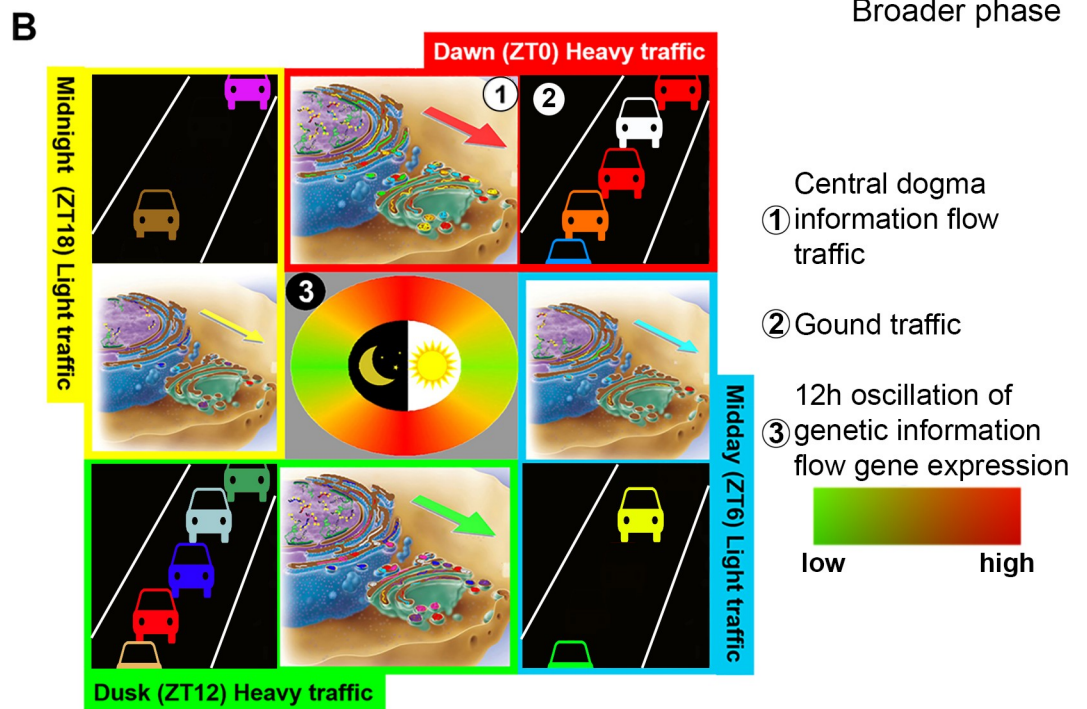 B
Broader phase
Dawn (ZT0) Heavy traffic
Midnight (ZT18) Light traffic
1
2
3
Midday (ZT6) Light traffic
Dusk (ZT12) Heavy traffic
Central dogma
1 information flow
traffic
2 Gound traffic
12h oscillation of
3 genetic information
flow gene expression
low high